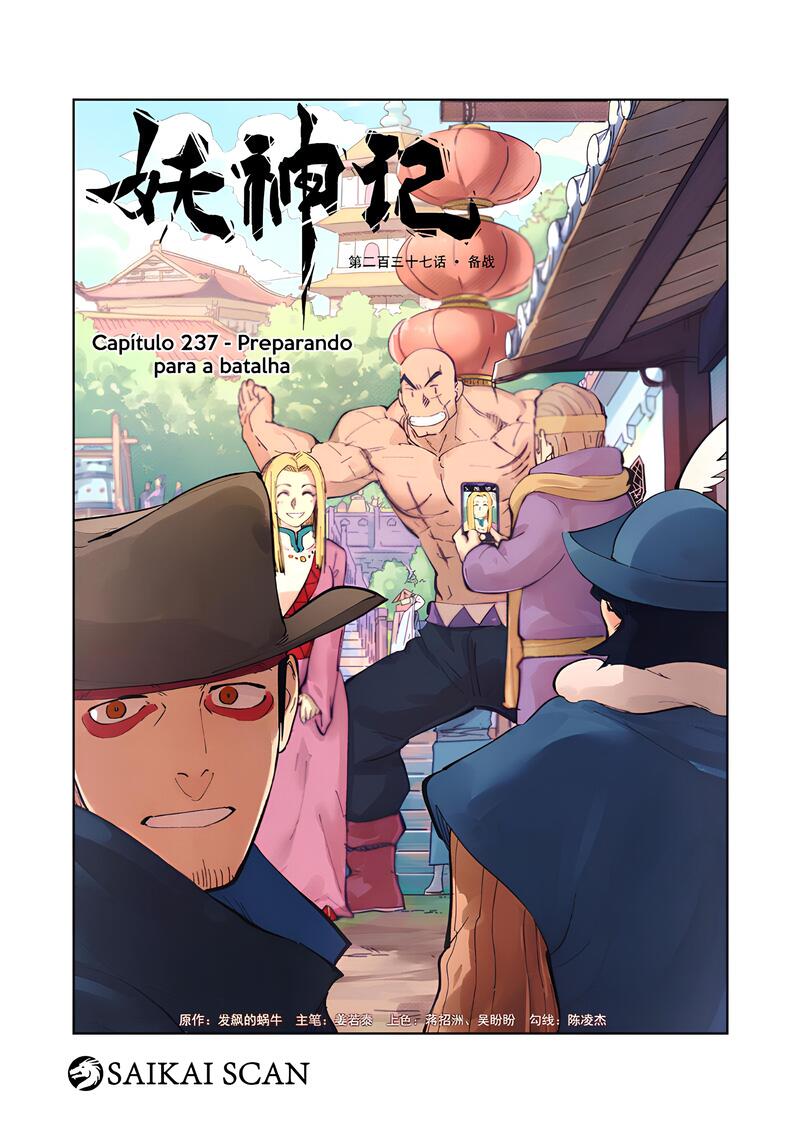 妖神记
第二百三十七话·备战
Capítulo 237 - Preparando
para a batalha
原作：发飙的蜗牛 主笔：姜若泰 上色：蒋招洲、吴盼盼 勾线：陈凌杰
SAIKAI SCAN